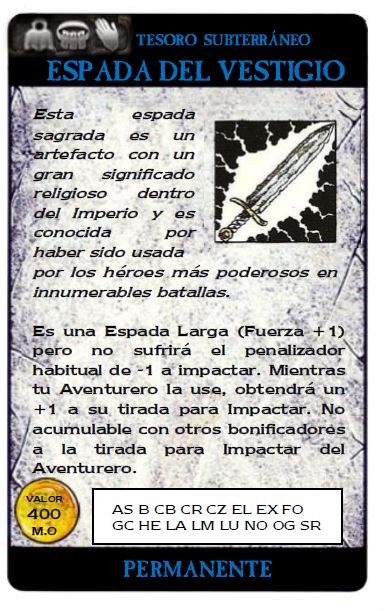 TESORO SUBTERRÁNEO
ESPADA DEL VESTIGIO
Esta espada
sagrada es un
artefacto con un
gran significado
religioso dentro
del Imperio y es
conocida por
haber sido usada
por los héroes más poderosos en
innumerables batallas.
Es una Espada Larga (Fuerza +1)
pero no sufrirá el penalizador
habitual de -1 a impactar. Mientras
tu Aventurero la use, obtendrá un
+1 a su tirada para Impactar. No
acumulable con otros bonificadores
a la tirada para Impactar del
Aventurero.
VALOR
400
M.O
AS B CB CR CZ EL EX FO
GC HE LA LM LU NO OG SR
PERMANENTE